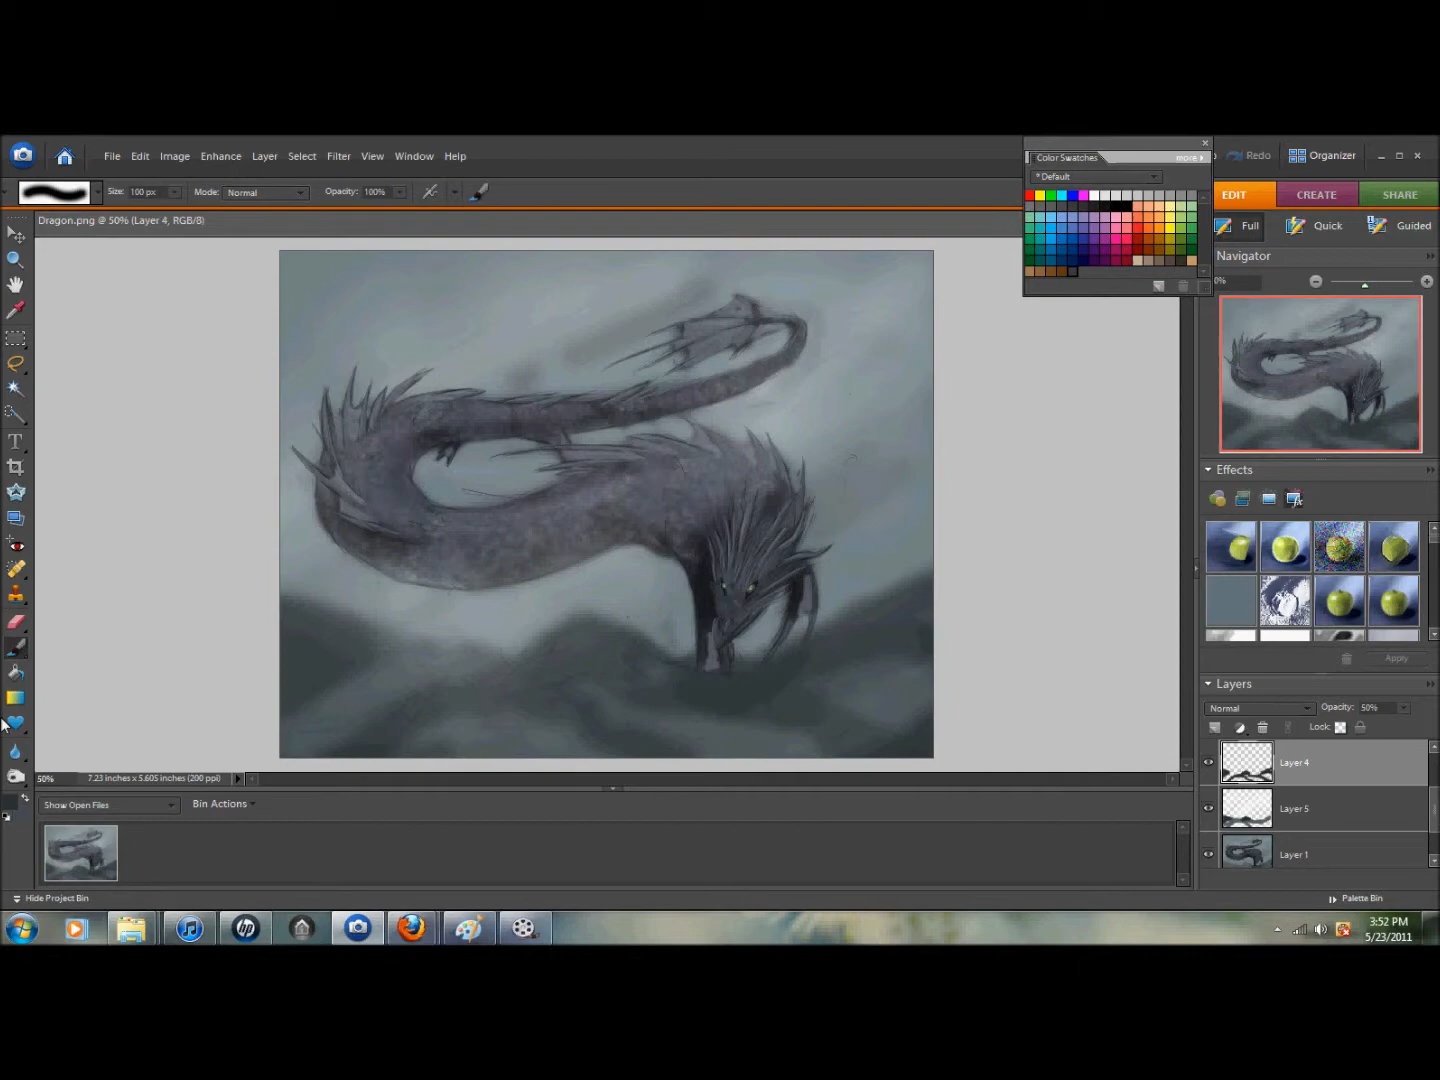 File Edit Image Enhance Layer Select Filter View Window Help
Color Swatches more
Redo Organizer
* Default
Size: 100 px Mode: Normal Opacity: 100%
EDIT CREATE SHARE
Dragon.png @ 50% (Layer 4, RGB/8)
Full Quick Guided
Navigator
0%
Effects
Apply
Layers
Normal Opacity: 50%
Lock:
Layer 4
50% 7.23 inches x 5.605 inches (200 ppi)
Show Open Files Bin Actions
Layer 5
Layer 1
Hide Project Bin Palette Bin
3:52 PM
5/23/2011